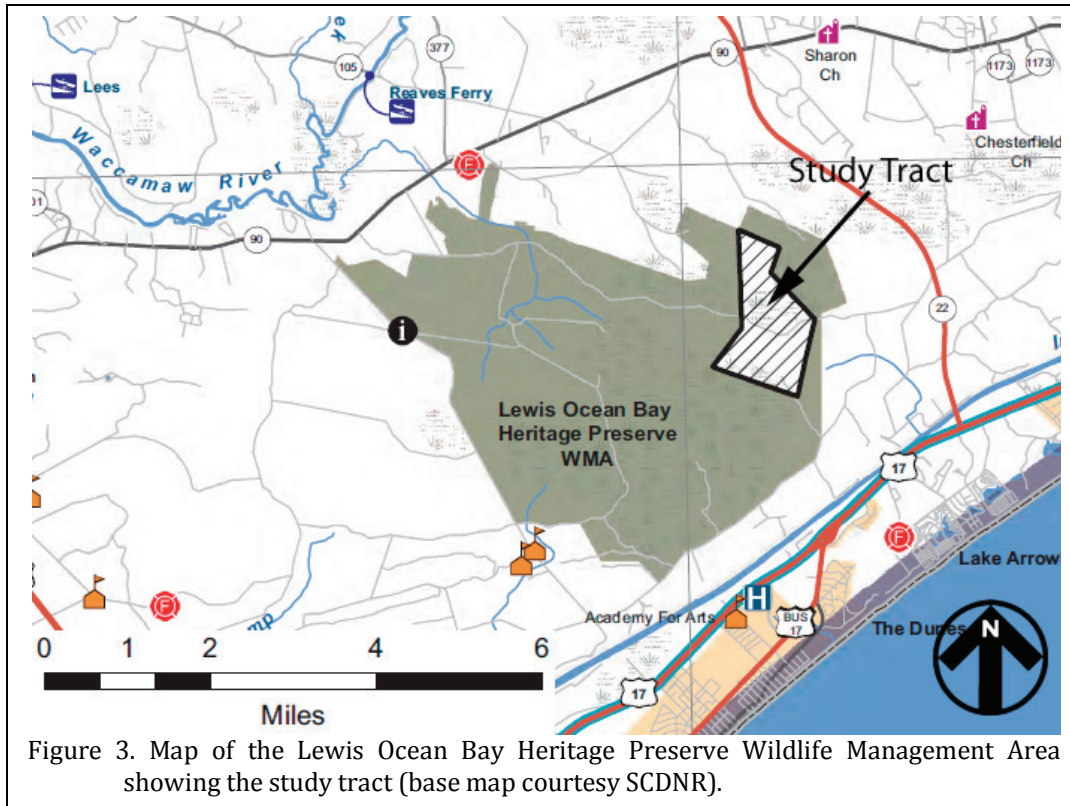 90
Sharon
Ch
1173
1173
377
105
Lees
Reaves Ferry
Chesterfield
Ch
Waccamaw River
F
Study Tract
90
22
i
Lewis Ocean Bay
Heritage Preserve
WMA
17
F
Lake Arrow
F
Academy For Arts
H
BUS
17
The Dunes
N
0 1 2 4 6
17
Miles
Figure 3. Map of the Lewis Ocean Bay Heritage Preserve Wildlife Management Area
showing the study tract (base map courtesy SCDNR).